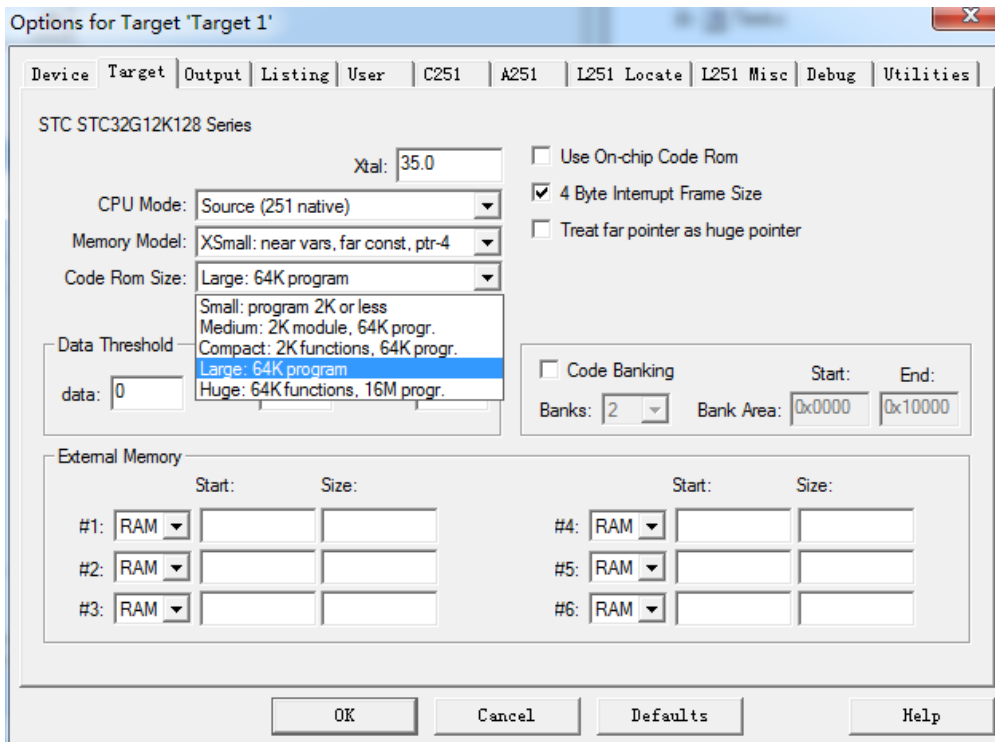 Options for Target 'Target 1'
Device Target Output Listing User C251 A251 L251 Locate L251 Misc Debug Utilities
STC STC32G12K128 Series
Xtal: 35.0
Use On-chip Code Rom
CPU Mode: Source (251 native)
4 Byte Interrupt Frame Size
Memory Model: XSmall: near vars, far const, ptr-4
Treat far pointer as huge pointer
Code Rom Size: Large: 64K program
Small: program 2K or less
Medium: 2K module, 64K progr.
Compact: 2K functions, 64K progr.
Large: 64K program
Huge: 64K functions, 16M progr.
Data Threshold
data: 0
Code Banking Start: End:
Banks: 2 Bank Area: 0x0000 0x10000
External Memory
Start: Size: Start: Size:
#1: RAM #4: RAM
#2: RAM #5: RAM
#3: RAM #6: RAM
OK Cancel Defaults Help